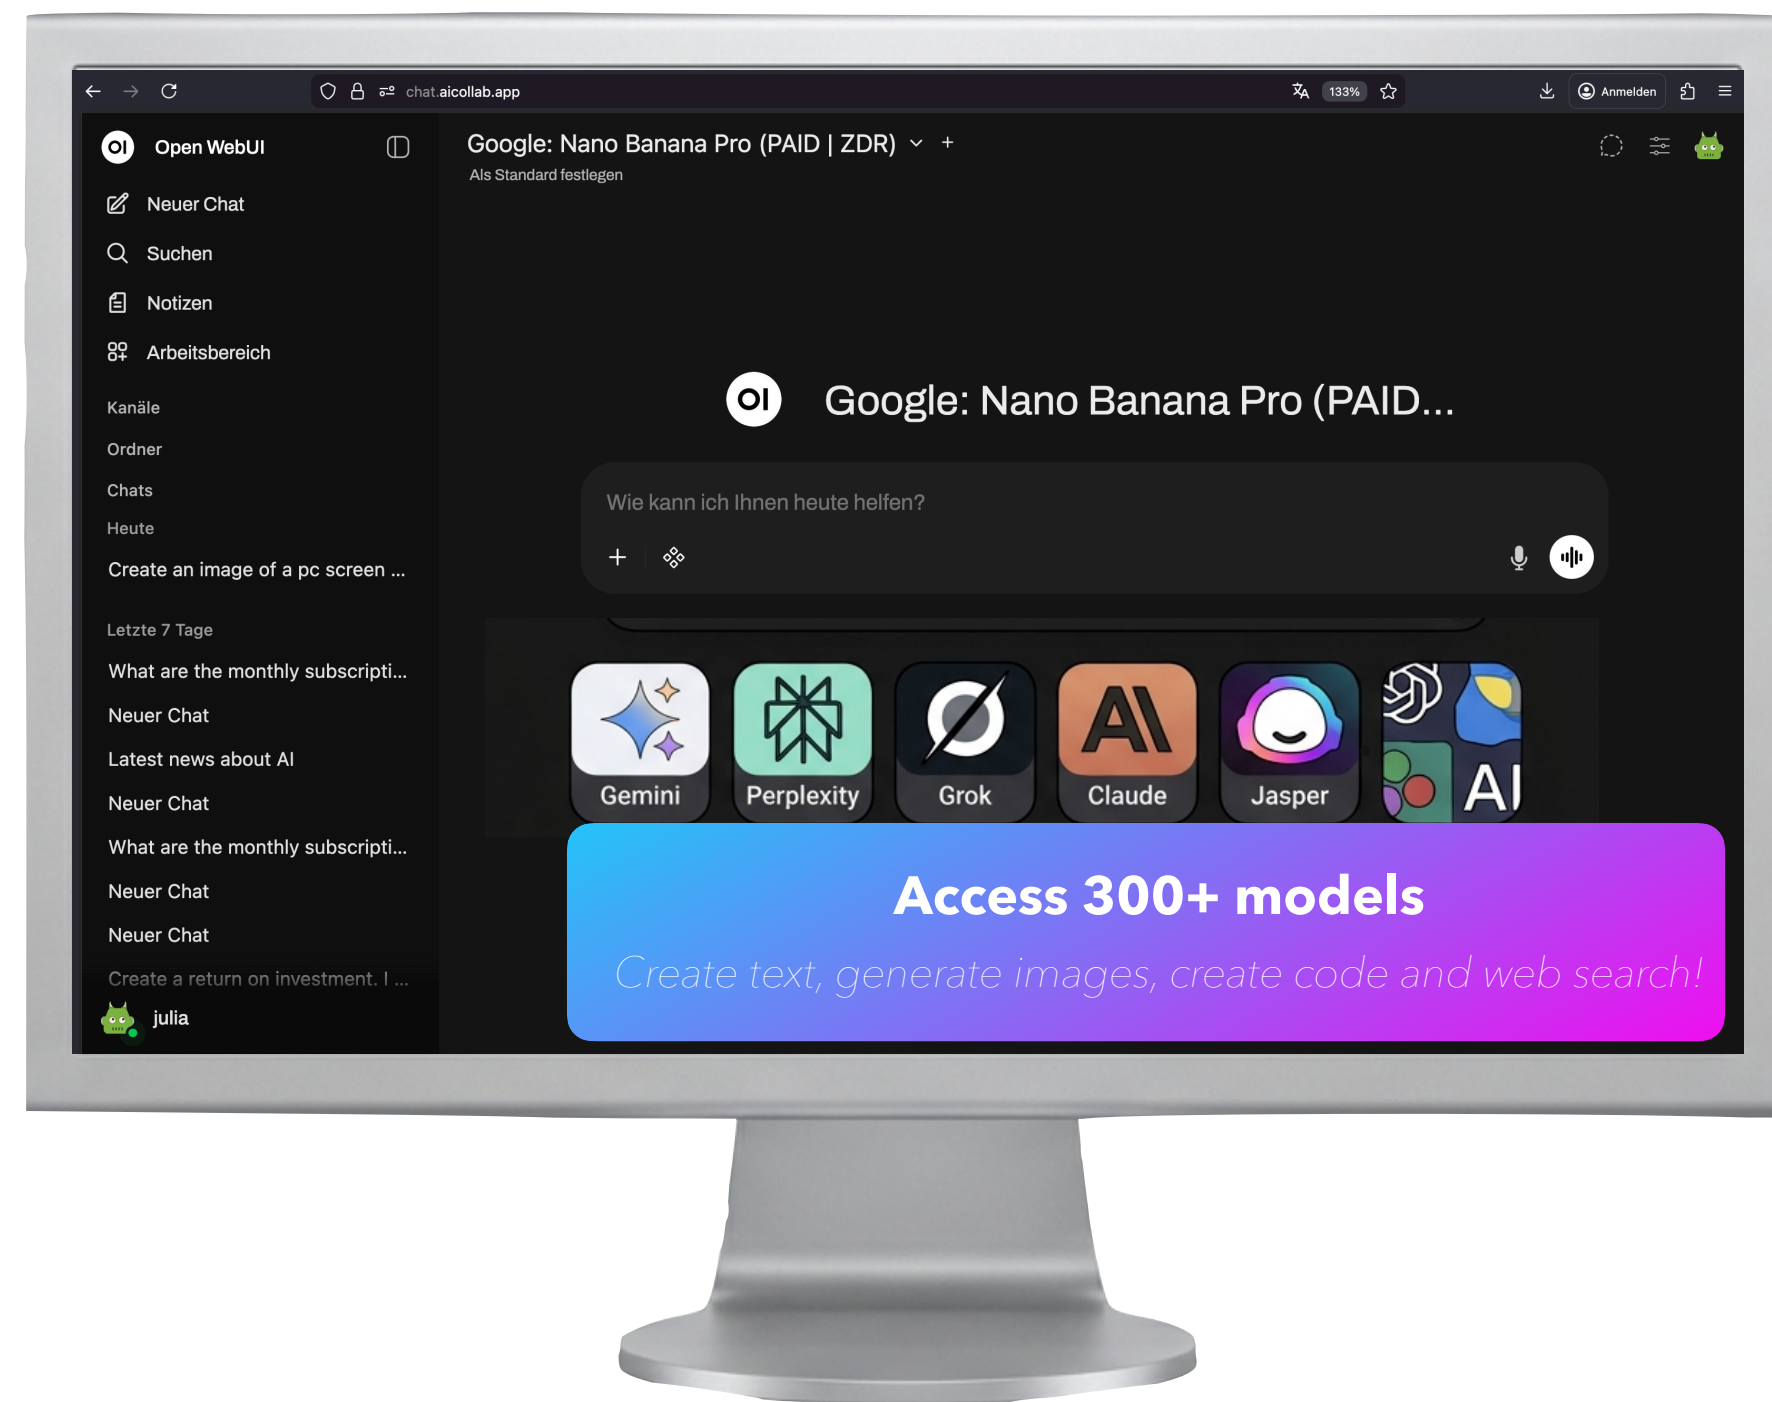 chat.aicollab.app
133%
Anmelden
OI
Open WebUI
Neuer Chat
Suchen
Notizen
Arbeitsbereich
Kanäle
Ordner
Chats
Heute
Create an image of a pc screen ...
Letzte 7 Tage
What are the monthly subscripti...
Neuer Chat
Latest news about AI
Neuer Chat
What are the monthly subscripti...
Neuer Chat
Neuer Chat
Create a return on investment. I ...
julia
Google: Nano Banana Pro (PAID | ZDR)
Als Standard festlegen
OI
Google: Nano Banana Pro (PAID...
Wie kann ich Ihnen heute helfen?
Gemini
Perplexity
Grok
Claude
Jasper
AI
Access 300+ models
Create text, generate images, create code and web search!